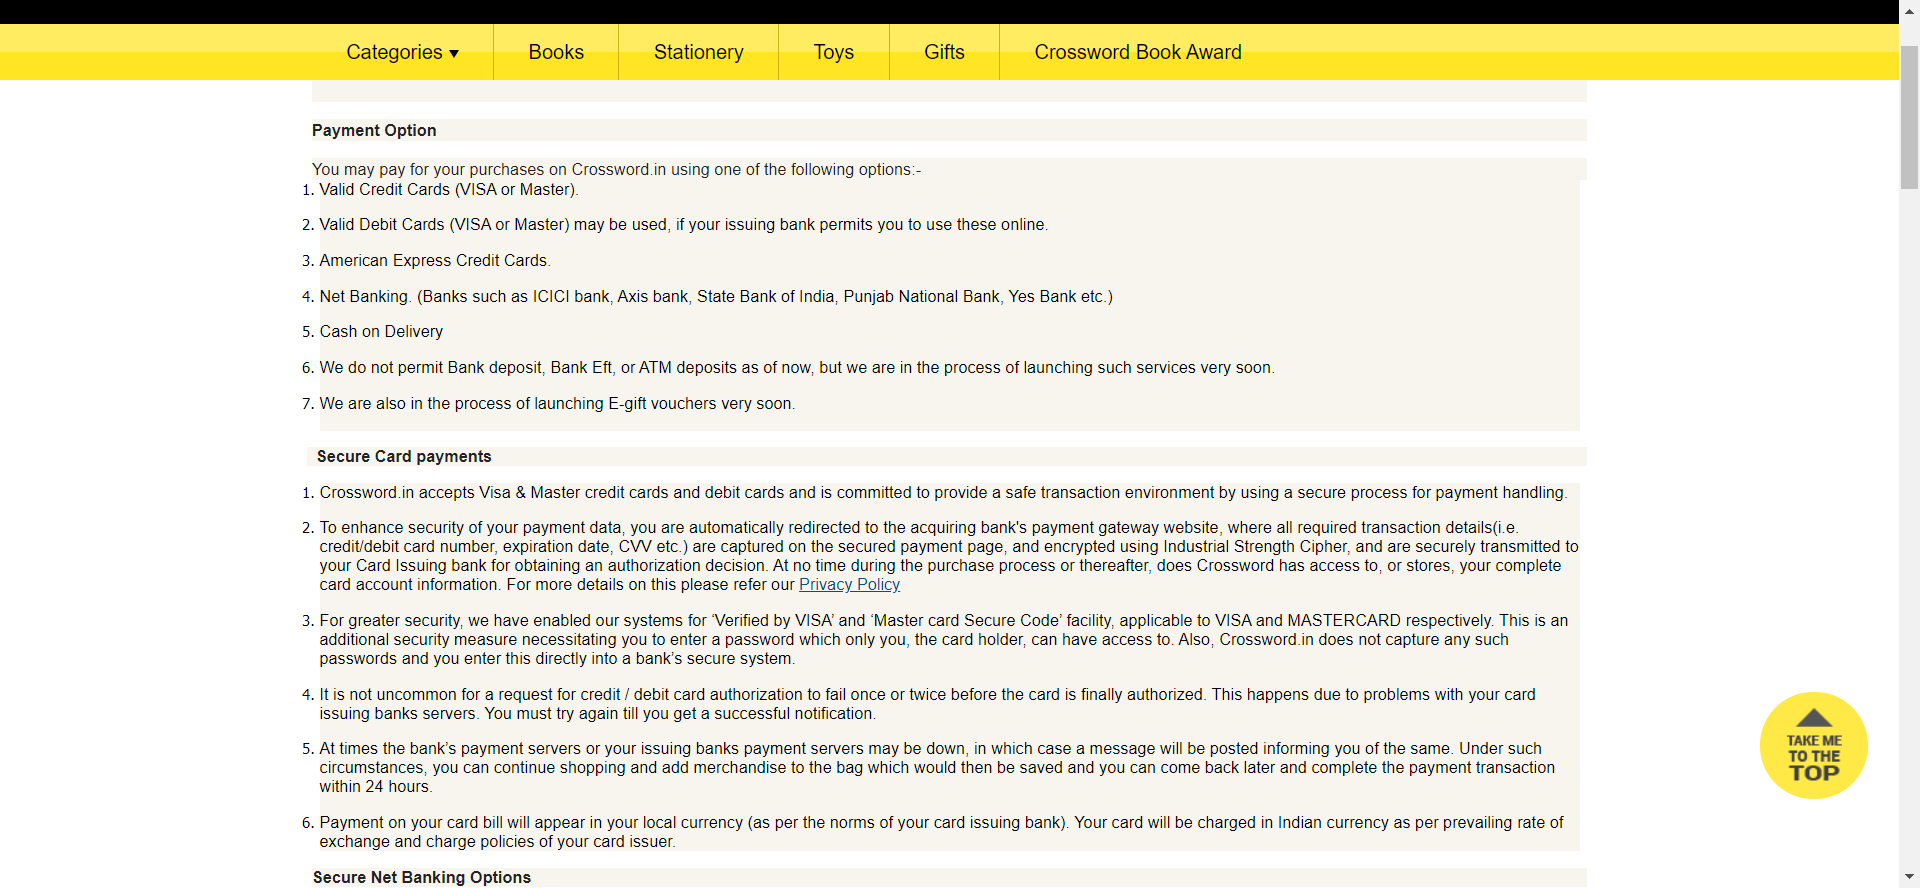 Categories ▾ Books Stationery Toys Gifts Crossword Book Award
Payment Option
You may pay for your purchases on Crossword.in using one of the following options:-
1. Valid Credit Cards (VISA or Master).
2. Valid Debit Cards (VISA or Master) may be used, if your issuing bank permits you to use these online.
3. American Express Credit Cards.
4. Net Banking. (Banks such as ICICI bank, Axis bank, State Bank of India, Punjab National Bank, Yes Bank etc.)
5. Cash on Delivery
6. We do not permit Bank deposit, Bank Eft, or ATM deposits as of now, but we are in the process of launching such services very soon.
7. We are also in the process of launching E-gift vouchers very soon.
Secure Card payments
1. Crossword.in accepts Visa & Master credit cards and debit cards and is committed to provide a safe transaction environment by using a secure process for payment handling.
2. To enhance security of your payment data, you are automatically redirected to the acquiring bank's payment gateway website, where all required transaction details(i.e.
credit/debit card number, expiration date, CVV etc.) are captured on the secured payment page, and encrypted using Industrial Strength Cipher, and are securely transmitted to
your Card Issuing bank for obtaining an authorization decision. At no time during the purchase process or thereafter, does Crossword has access to, or stores, your complete
card account information. For more details on this please refer our Privacy Policy
3. For greater security, we have enabled our systems for ‘Verified by VISA’ and ‘Master card Secure Code’ facility, applicable to VISA and MASTERCARD respectively. This is an
additional security measure necessitating you to enter a password which only you, the card holder, can have access to. Also, Crossword.in does not capture any such
passwords and you enter this directly into a bank’s secure system.
4. It is not uncommon for a request for credit / debit card authorization to fail once or twice before the card is finally authorized. This happens due to problems with your card
issuing banks servers. You must try again till you get a successful notification.
5. At times the bank’s payment servers or your issuing banks payment servers may be down, in which case a message will be posted informing you of the same. Under such
circumstances, you can continue shopping and add merchandise to the bag which would then be saved and you can come back later and complete the payment transaction
within 24 hours.
6. Payment on your card bill will appear in your local currency (as per the norms of your card issuing bank). Your card will be charged in Indian currency as per prevailing rate of
exchange and charge policies of your card issuer.
Secure Net Banking Options
TAKE ME
TO THE
TOP